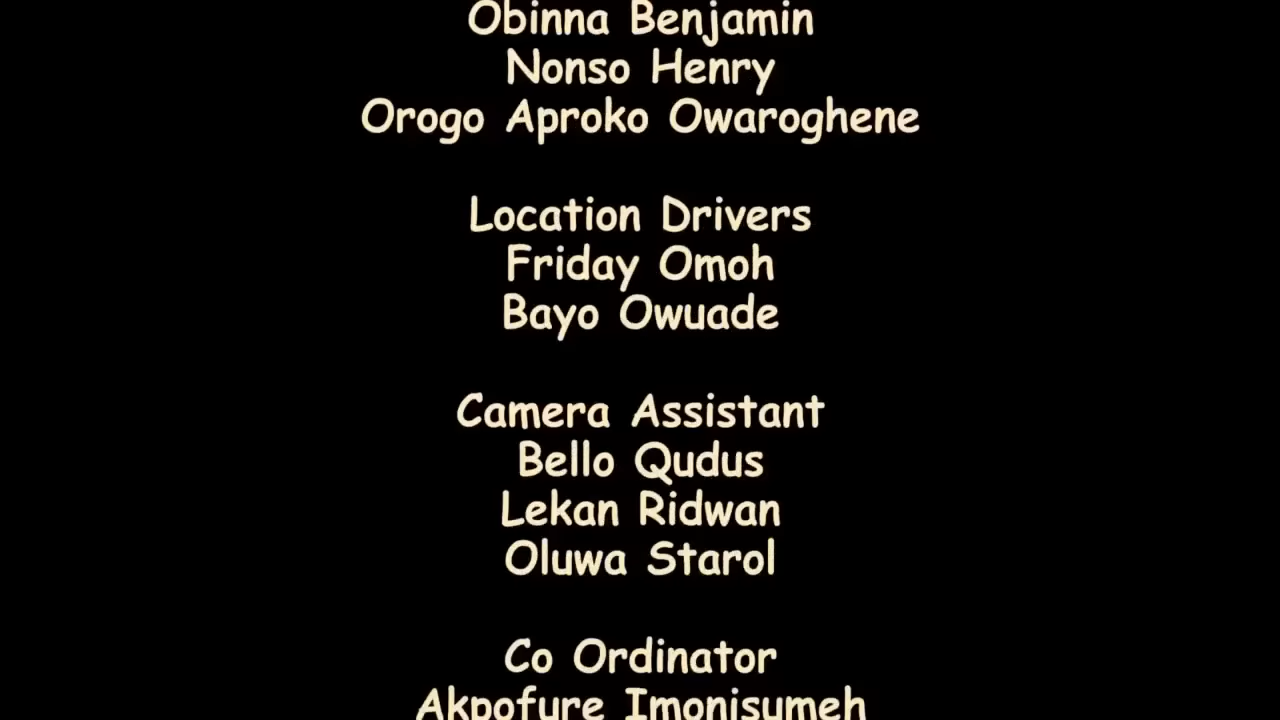 Obinna Benjamin
Nonso Henry
Orogo Aproko Owaroghene
Location Drivers
Friday Omoh
Bayo Owuade
Camera Assistant
Bello Qudus
Lekan Ridwan
Oluwa Starol
Co Ordinator
Akpofure Imonisumeh